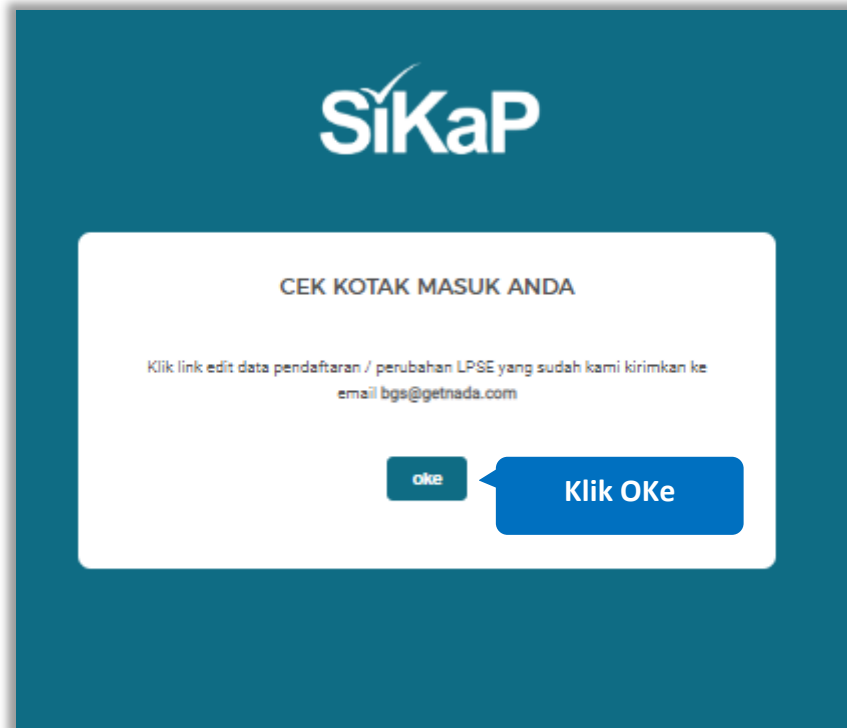 SiKaP
CEK KOTAK MASUK ANDA
Klik link edit data pendaftaran / perubahan LPSE yang sudah kami kirimkan ke
email bgs@getnada.com
oke
Klik OKe